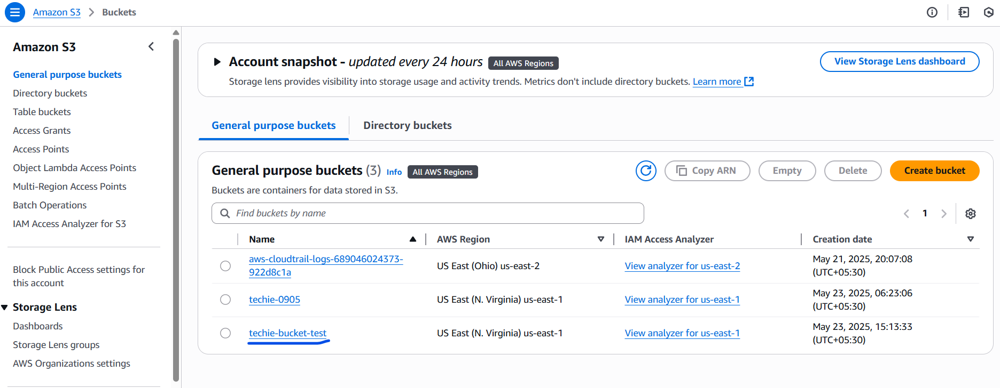 Amazon S3 > Buckets
Amazon S3
General purpose buckets
Directory buckets
Table buckets
Access Grants
Access Points
Object Lambda Access Points
Multi-Region Access Points
Batch Operations
IAM Access Analyzer for S3
Block Public Access settings for
this account
Storage Lens
Dashboards
Storage Lens groups
AWS Organizations settings
Account snapshot - updated every 24 hours All AWS Regions
View Storage Lens dashboard
Storage lens provides visibility into storage usage and activity trends. Metrics don't include directory buckets. Learn more
General purpose buckets Directory buckets
General purpose buckets (3) Info All AWS Regions
Copy ARN Empty Delete Create bucket
Buckets are containers for data stored in S3.
Find buckets by name
1
Name AWS Region IAM Access Analyzer Creation date
aws-cloudtrail-logs-689046024373-
922d8c1a
US East (Ohio) us-east-2
View analyzer for us-east-2
May 21, 2025, 20:07:08
(UTC+05:30)
techie-0905
US East (N. Virginia) us-east-1
View analyzer for us-east-1
May 23, 2025, 06:23:06
(UTC+05:30)
techie-bucket-test
US East (N. Virginia) us-east-1
View analyzer for us-east-1
May 23, 2025, 15:13:33
(UTC+05:30)